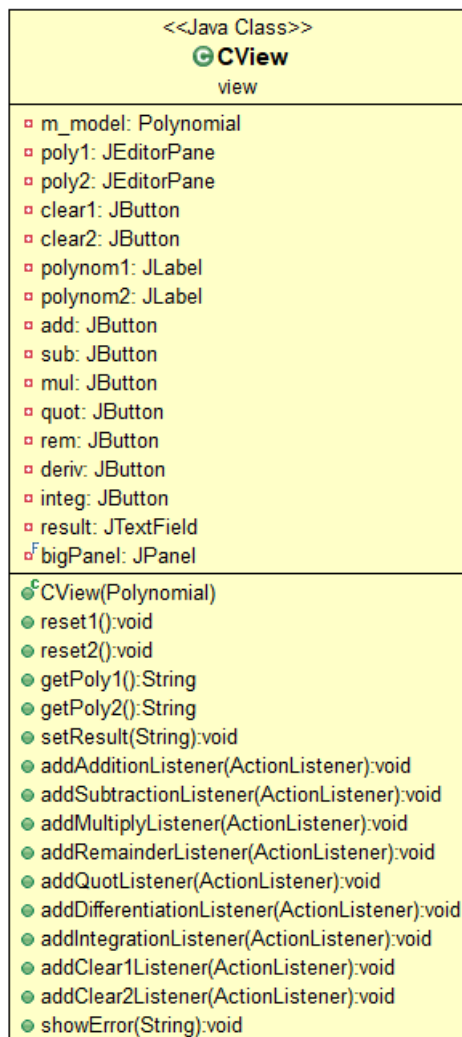 <<Java Class>>
C CView
view
m_model: Polynomial
poly1: JEditorPane
poly2: JEditorPane
clear1: JButton
clear2: JButton
polynom1: JLabel
polynom2: JLabel
add: JButton
sub: JButton
mul: JButton
quot: JButton
rem: JButton
deriv: JButton
integ: JButton
result: JTextField
F bigPanel: JPanel
C CView(Polynomial)
reset1():void
reset2():void
getPoly1():String
getPoly2():String
setResult(String):void
addAdditionListener(ActionListener):void
addSubtractionListener(ActionListener):void
addMultiplyListener(ActionListener):void
addRemainderListener(ActionListener):void
addQuotListener(ActionListener):void
addDifferentiationListener(ActionListener):void
addIntegrationListener(ActionListener):void
addClear1Listener(ActionListener):void
addClear2Listener(ActionListener):void
showError(String):void